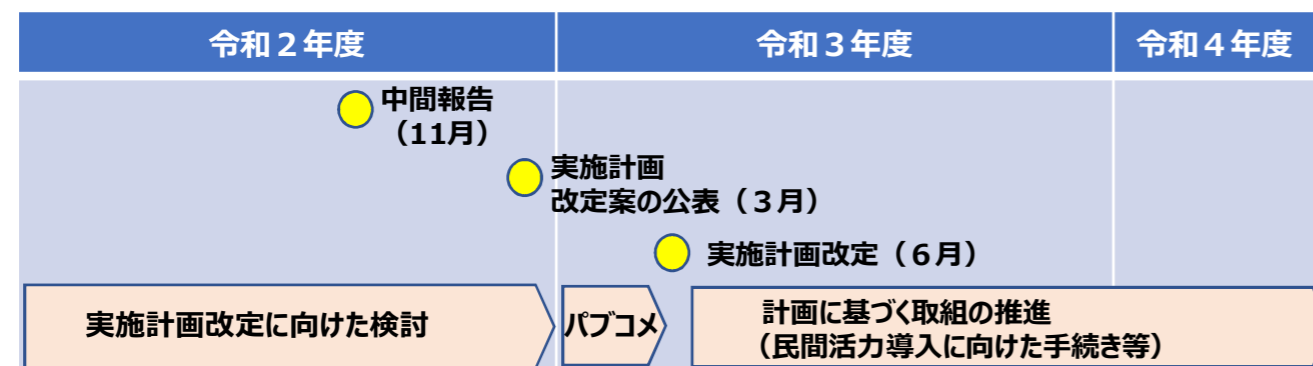 令和２年度
令和３年度
令和４年度
中間報告
（11月）
実施計画
改定案の公表（３月）
実施計画改定（６月）
実施計画改定に向けた検討
パブコメ
計画に基づく取組の推進
（民間活力導入に向けた手続き等）